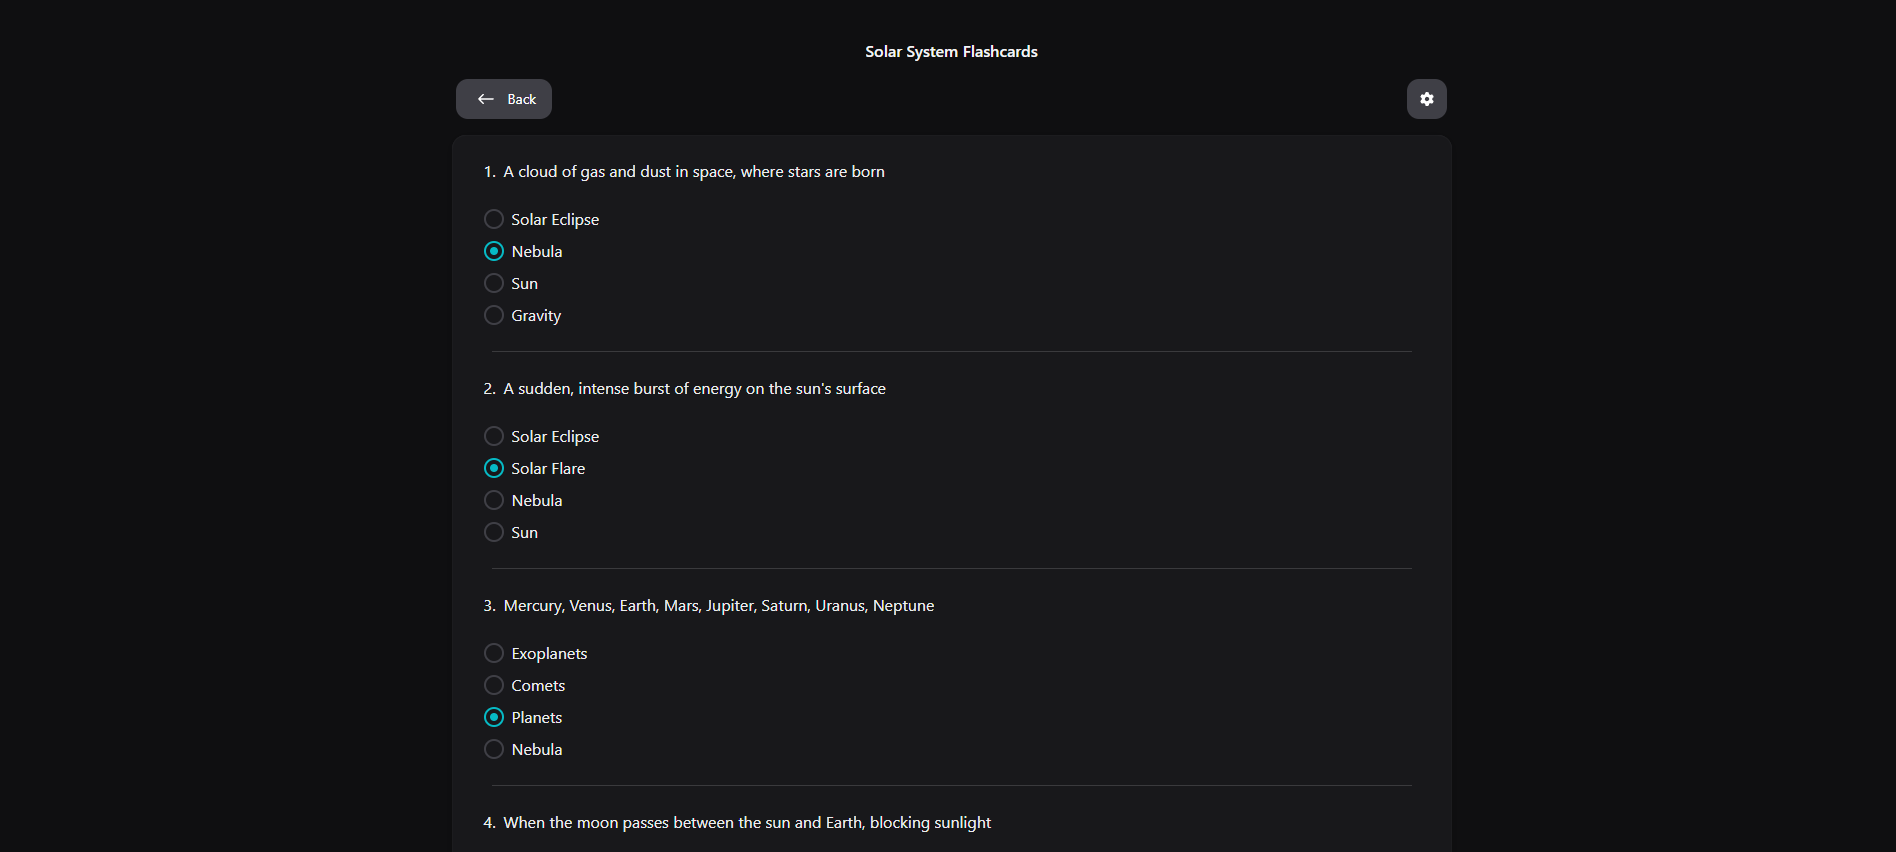 Solar System Flashcards
Back
1. A cloud of gas and dust in space, where stars are born
Solar Eclipse
Nebula
Sun
Gravity
2. A sudden, intense burst of energy on the sun's surface
Solar Eclipse
Solar Flare
Nebula
Sun
3. Mercury, Venus, Earth, Mars, Jupiter, Saturn, Uranus, Neptune
Exoplanets
Comets
Planets
Nebula
4. When the moon passes between the sun and Earth, blocking sunlight